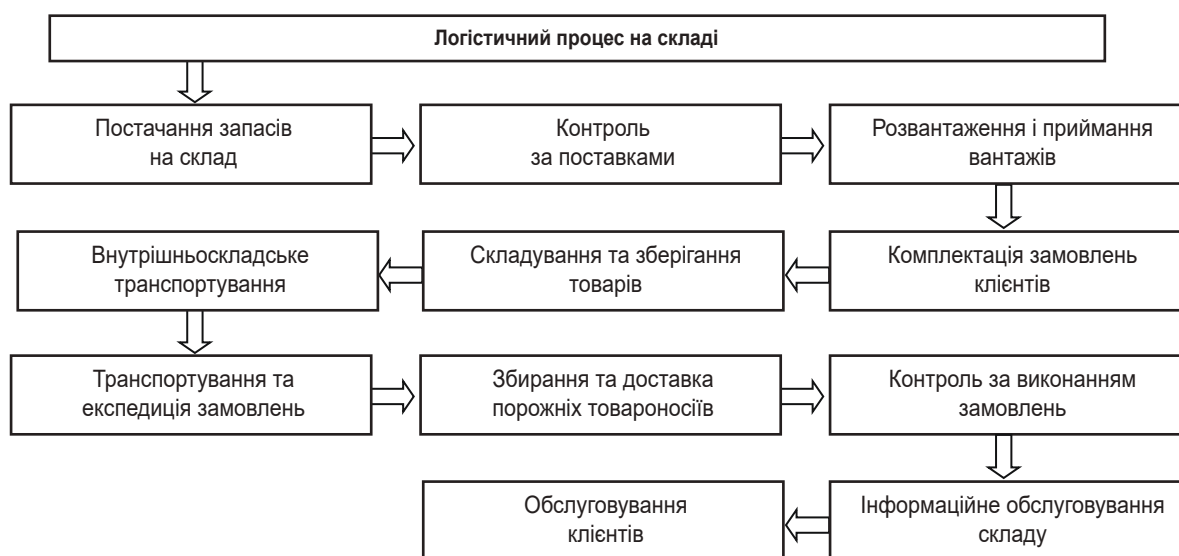 Логістичний процес на складі
Постачання запасів
на склад
Контроль
за поставками
Розвантаження і приймання
вантажів
Внутрішньоскладське
транспортування
Складування та зберігання
товарів
Комплектація замовлень
клієнтів
Транспортування та
експедиція замовлень
Збирання та доставка
порожніх товароносіїв
Контроль за виконанням
замовлень
Обслуговування
клієнтів
Інформаційне обслуговування
складу